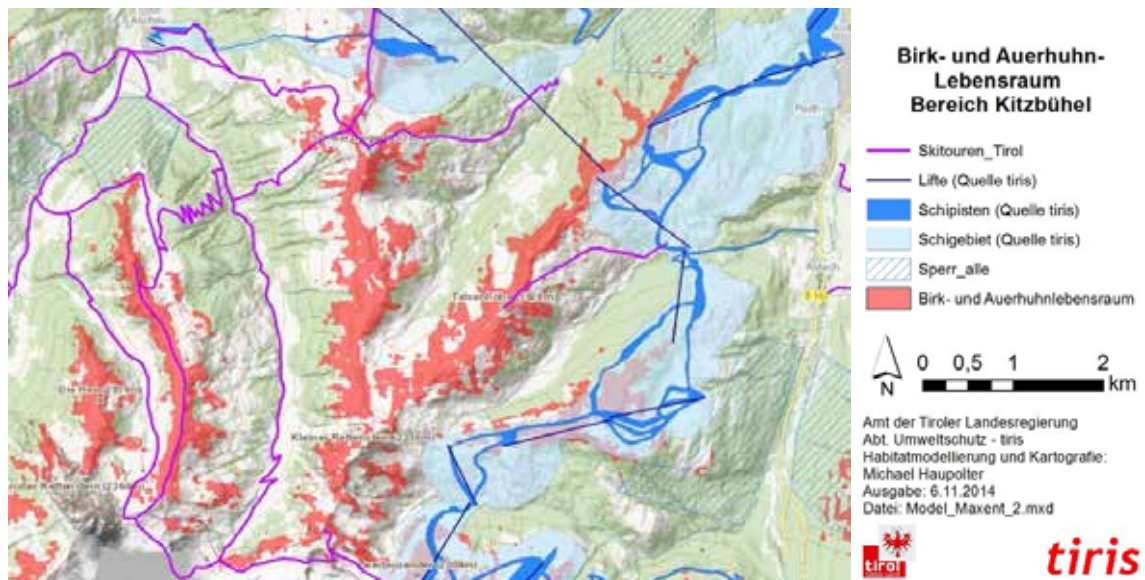 Aschau
Birk- und Auerhuhn-
Lebensraum
Bereich Kitzbühel
Skitouren_Tirol
Lifte (Quelle tiris)
Schipisten (Quelle tiris)
Schigebiet (Quelle tiris)
Sperr_alle
Birk- und Auerhuhnlebensraum
N
0 0,5 1 2
km
Amt der Tiroler Landesregierung
Abt. Umweltschutz - tiris
Habitatmodellierung und Kartografie:
Michael Haupolter
Ausgabe: 6.11.2014
Datei: Model_Maxent_2.mxd
tirol
tiris